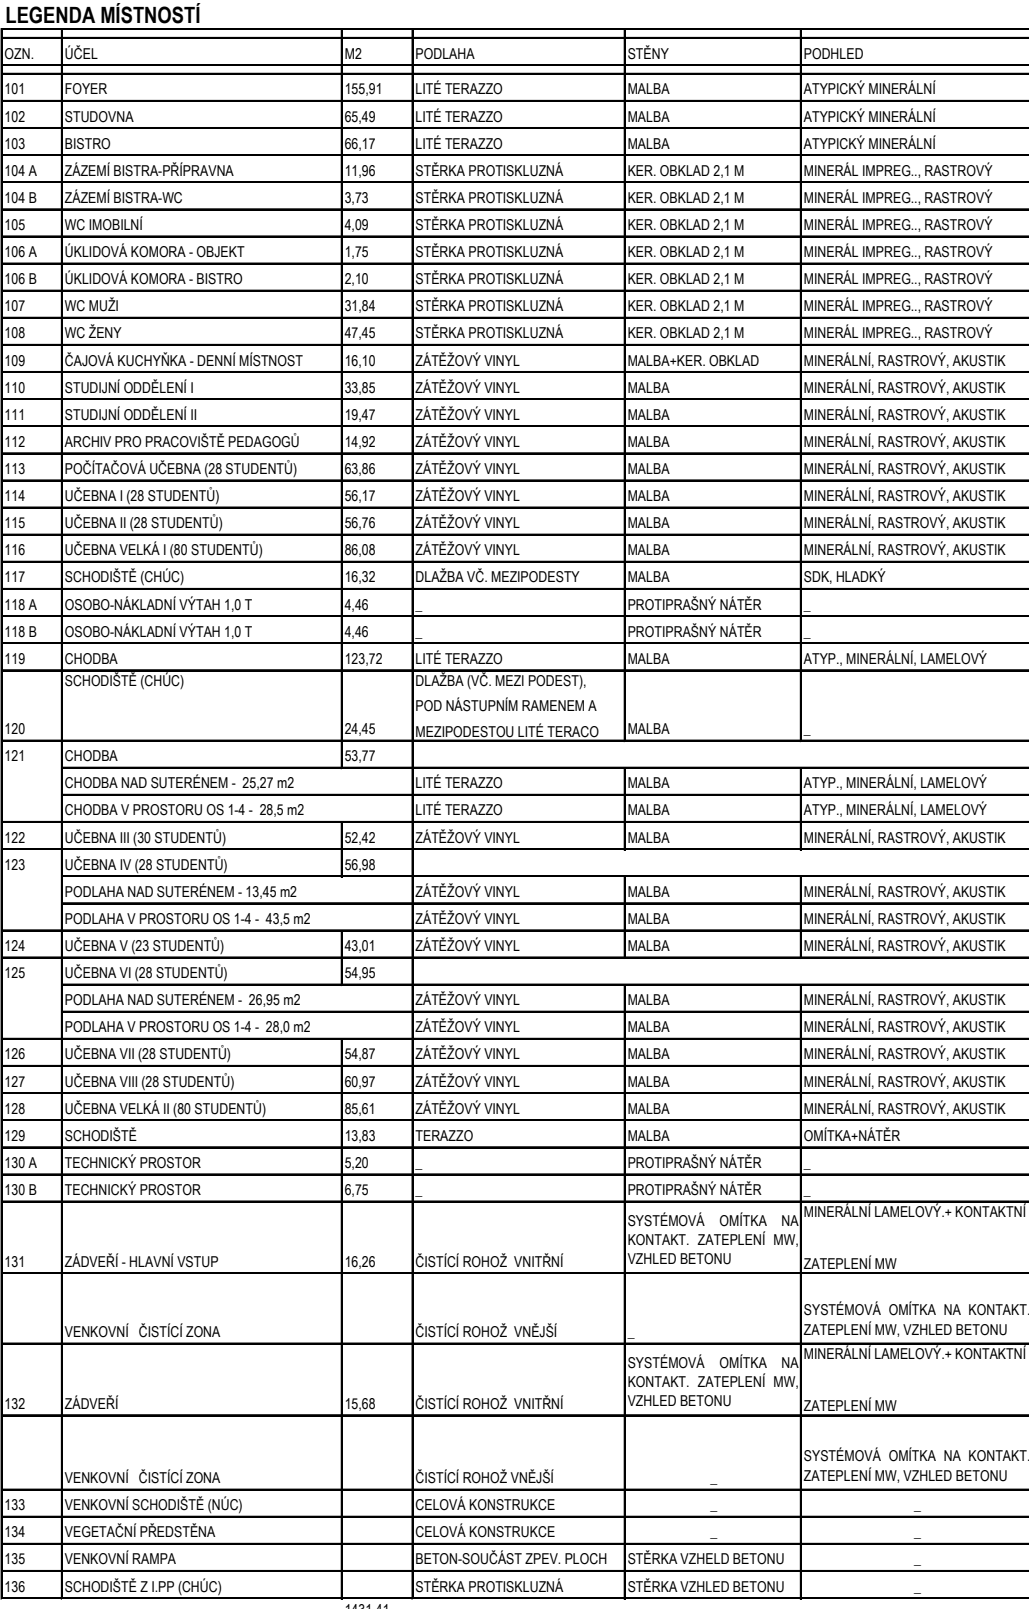 LEGENDA MÍSTNOSTÍ
OZN. ÚČEL M2 PODLAHA STĚNY PODHLED
101 FOYER 155,91 LITÉ TERAZZO MALBA ATYPICKÝ MINERÁLNÍ
102 STUDOVNA 65,49 LITÉ TERAZZO MALBA ATYPICKÝ MINERÁLNÍ
103 BISTRO 66,17 LITÉ TERAZZO MALBA ATYPICKÝ MINERÁLNÍ
104 A ZÁZEMÍ BISTRA-PŘÍPRAVNA 11,96 STĚRKA PROTISKLUZNÁ KER. OBKLAD 2,1 M MINERÁL IMPREG.., RASTROVÝ
104 B ZÁZEMÍ BISTRA-WC 3,73 STĚRKA PROTISKLUZNÁ KER. OBKLAD 2,1 M MINERÁL IMPREG.., RASTROVÝ
105 WC IMOBILNÍ 4,09 STĚRKA PROTISKLUZNÁ KER. OBKLAD 2,1 M MINERÁL IMPREG.., RASTROVÝ
106 A ÚKLIDOVÁ KOMORA - OBJEKT 1,75 STĚRKA PROTISKLUZNÁ KER. OBKLAD 2,1 M MINERÁL IMPREG.., RASTROVÝ
106 B ÚKLIDOVÁ KOMORA - BISTRO 2,10 STĚRKA PROTISKLUZNÁ KER. OBKLAD 2,1 M MINERÁL IMPREG.., RASTROVÝ
107 WC MUŽI 31,84 STĚRKA PROTISKLUZNÁ KER. OBKLAD 2,1 M MINERÁL IMPREG.., RASTROVÝ
108 WC ŽENY 47,45 STĚRKA PROTISKLUZNÁ KER. OBKLAD 2,1 M MINERÁL IMPREG.., RASTROVÝ
109 ČAJOVÁ KUCHYŇKA - DENNÍ MÍSTNOST 16,10 ZÁTĚŽOVÝ VINYL MALBA+KER. OBKLAD MINERÁLNÍ, RASTROVÝ, AKUSTIK
110 STUDIJNÍ ODDĚLENÍ I 33,85 ZÁTĚŽOVÝ VINYL MALBA MINERÁLNÍ, RASTROVÝ, AKUSTIK
111 STUDIJNÍ ODDĚLENÍ II 19,47 ZÁTĚŽOVÝ VINYL MALBA MINERÁLNÍ, RASTROVÝ, AKUSTIK
112 ARCHIV PRO PRACOVIŠTĚ PEDAGOGŮ 14,92 ZÁTĚŽOVÝ VINYL MALBA MINERÁLNÍ, RASTROVÝ, AKUSTIK
113 POČÍTAČOVÁ UČEBNA (28 STUDENTŮ) 63,86 ZÁTĚŽOVÝ VINYL MALBA MINERÁLNÍ, RASTROVÝ, AKUSTIK
114 UČEBNA I (28 STUDENTŮ) 56,17 ZÁTĚŽOVÝ VINYL MALBA MINERÁLNÍ, RASTROVÝ, AKUSTIK
115 UČEBNA II (28 STUDENTŮ) 56,76 ZÁTĚŽOVÝ VINYL MALBA MINERÁLNÍ, RASTROVÝ, AKUSTIK
116 UČEBNA VELKÁ I (80 STUDENTŮ) 86,08 ZÁTĚŽOVÝ VINYL MALBA MINERÁLNÍ, RASTROVÝ, AKUSTIK
117 SCHODIŠTĚ (CHÚC) 16,32 DLAŽBA VČ. MEZIPODESTY MALBA SDK, HLADKÝ
118 A OSOBO-NÁKLADNÍ VÝTAH 1,0 T 4,46 _ PROTIPRAŠNÝ NÁTĚR _
118 B OSOBO-NÁKLADNÍ VÝTAH 1,0 T 4,46 _ PROTIPRAŠNÝ NÁTĚR _
119 CHODBA 123,72 LITÉ TERAZZO MALBA ATYP., MINERÁLNÍ, LAMELOVÝ
SCHODIŠTĚ (CHÚC) DLAŽBA (VČ. MEZI PODEST),
POD NÁSTUPNÍM RAMENEM A
120 24,45 MEZIPODESTOU LITÉ TERACO MALBA _
121 CHODBA 53,77
CHODBA NAD SUTERÉNEM - 25,27 m2 LITÉ TERAZZO MALBA ATYP., MINERÁLNÍ, LAMELOVÝ
CHODBA V PROSTORU OS 1-4 - 28,5 m2 LITÉ TERAZZO MALBA ATYP., MINERÁLNÍ, LAMELOVÝ
122 UČEBNA III (30 STUDENTŮ) 52,42 ZÁTĚŽOVÝ VINYL MALBA MINERÁLNÍ, RASTROVÝ, AKUSTIK
123 UČEBNA IV (28 STUDENTŮ) 56,98
PODLAHA NAD SUTERÉNEM - 13,45 m2 ZÁTĚŽOVÝ VINYL MALBA MINERÁLNÍ, RASTROVÝ, AKUSTIK
PODLAHA V PROSTORU OS 1-4 - 43,5 m2 ZÁTĚŽOVÝ VINYL MALBA MINERÁLNÍ, RASTROVÝ, AKUSTIK
124 UČEBNA V (23 STUDENTŮ) 43,01 ZÁTĚŽOVÝ VINYL MALBA MINERÁLNÍ, RASTROVÝ, AKUSTIK
125 UČEBNA VI (28 STUDENTŮ) 54,95
PODLAHA NAD SUTERÉNEM - 26,95 m2 ZÁTĚŽOVÝ VINYL MALBA MINERÁLNÍ, RASTROVÝ, AKUSTIK
PODLAHA V PROSTORU OS 1-4 - 28,0 m2 ZÁTĚŽOVÝ VINYL MALBA MINERÁLNÍ, RASTROVÝ, AKUSTIK
126 UČEBNA VII (28 STUDENTŮ) 54,87 ZÁTĚŽOVÝ VINYL MALBA MINERÁLNÍ, RASTROVÝ, AKUSTIK
127 UČEBNA VIII (28 STUDENTŮ) 60,97 ZÁTĚŽOVÝ VINYL MALBA MINERÁLNÍ, RASTROVÝ, AKUSTIK
128 UČEBNA VELKÁ II (80 STUDENTŮ) 85,61 ZÁTĚŽOVÝ VINYL MALBA MINERÁLNÍ, RASTROVÝ, AKUSTIK
129 SCHODIŠTĚ 13,83 TERAZZO MALBA OMÍTKA+NÁTĚR
130 A TECHNICKÝ PROSTOR 5,20 _ PROTIPRAŠNÝ NÁTĚR _
130 B TECHNICKÝ PROSTOR 6,75 _ PROTIPRAŠNÝ NÁTĚR _
MINERÁLNÍ LAMELOVÝ.+ KONTAKTNÍ
SYSTÉMOVÁ OMÍTKA NA
KONTAKT. ZATEPLENÍ MW,
131 ZÁDVEŘÍ - HLAVNÍ VSTUP 16,26 ČISTÍCÍ ROHOŽ VNITŘNÍ VZHLED BETONU ZATEPLENÍ MW
SYSTÉMOVÁ OMÍTKA NA KONTAKT.
VENKOVNÍ ČISTÍCÍ ZONA ČISTÍCÍ ROHOŽ VNĚJŠÍ _ ZATEPLENÍ MW, VZHLED BETONU
MINERÁLNÍ LAMELOVÝ.+ KONTAKTNÍ
SYSTÉMOVÁ OMÍTKA NA
KONTAKT. ZATEPLENÍ MW,
132 ZÁDVEŘÍ 15,68 ČISTÍCÍ ROHOŽ VNITŘNÍ VZHLED BETONU ZATEPLENÍ MW
SYSTÉMOVÁ OMÍTKA NA KONTAKT.
VENKOVNÍ ČISTÍCÍ ZONA ČISTÍCÍ ROHOŽ VNĚJŠÍ _ ZATEPLENÍ MW, VZHLED BETONU
133 VENKOVNÍ SCHODIŠTĚ (NÚC) CELOVÁ KONSTRUKCE _ _
134 VEGETAČNÍ PŘEDSTĚNA CELOVÁ KONSTRUKCE _ _
135 VENKOVNÍ RAMPA BETON-SOUČÁST ZPEV. PLOCH STĚRKA VZHELD BETONU _
136 SCHODIŠTĚ Z I.PP (CHÚC) STĚRKA PROTISKLUZNÁ STĚRKA VZHLED BETONU _
1431,41